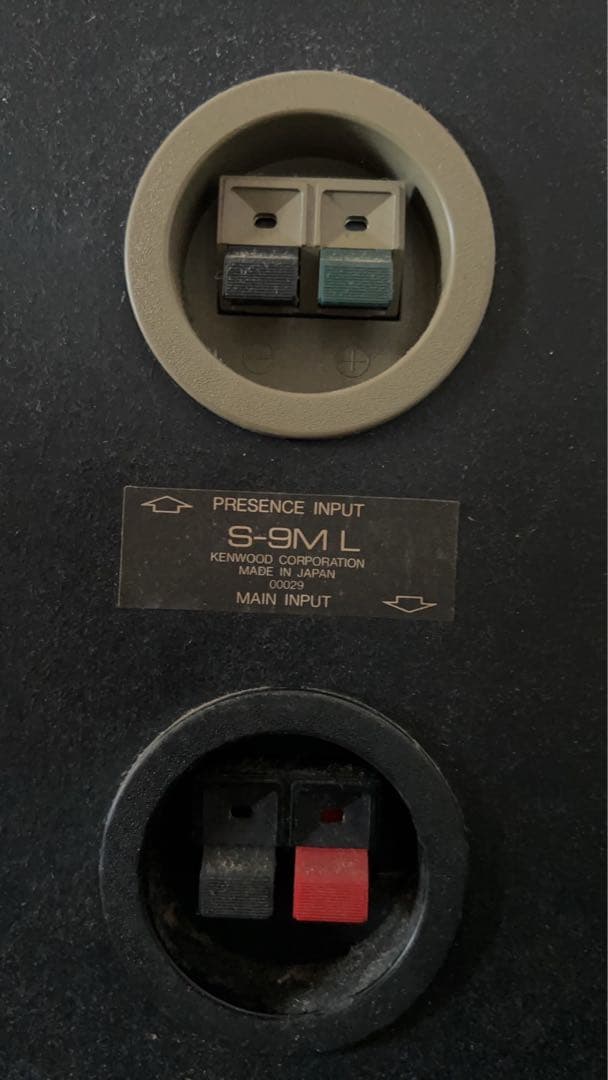 PRESENCE INPUT
S-9M L
KENWOOD CORPORATION
MADE IN JAPAN
00029
MAIN INPUT